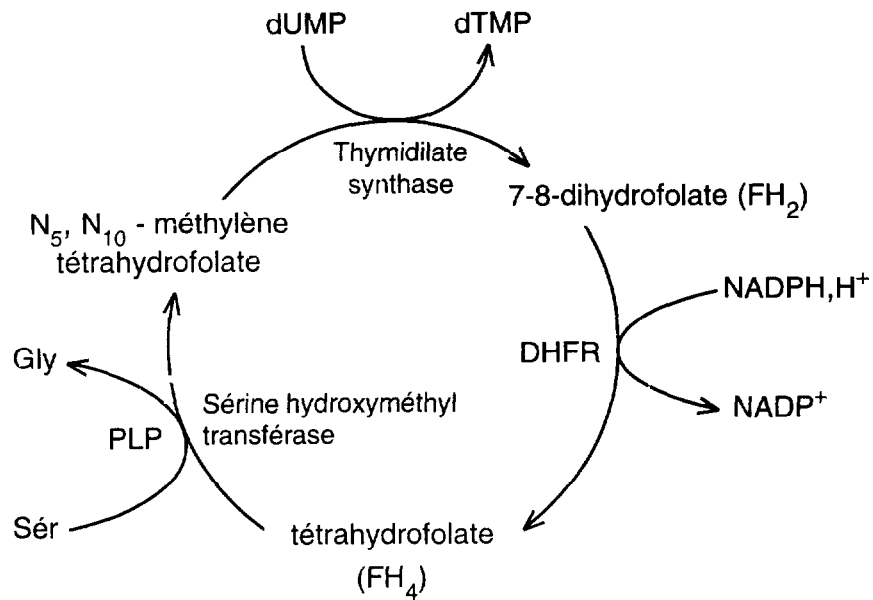 dUMP
dTMP
Thymidilate
synthase
7-8-dihydrofolate (FH₂)
N₅, N₁₀ - méthylène
tétrahydrofolate
NADPH,H⁺
DHFR
Gly
NADP⁺
Sérine hydroxyméthyl
transférase
PLP
Sér
tétrahydrofolate
(FH₄)